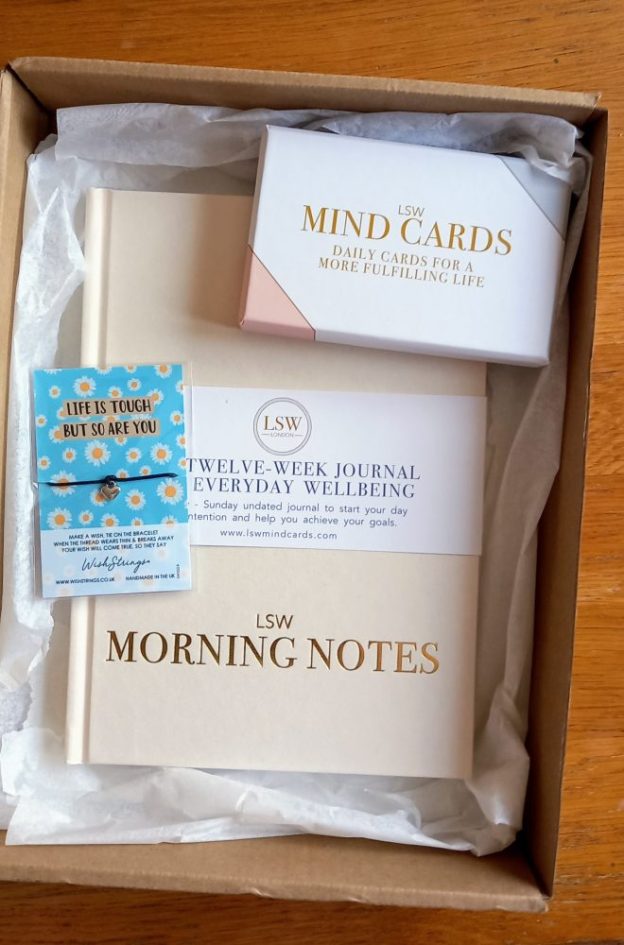 LSW
MIND CARDS
DAILY CARDS FOR A
MORE FULFILLING LIFE
LIFE IS TOUGH
BUT SO ARE YOU
MAKE A WISH, TIE ON THE BRACELET
WHEN THE THREAD WEARS THIN & BREAKS AWAY
YOUR WISH WILL COME TRUE, SO THEY SAY
WishStrings
WWW.WISHSTRINGS.CO.UK HANDMADE IN THE UK
LSW
LONDON
TWELVE-WEEK JOURNAL
EVERYDAY WELLBEING
- Sunday undated journal to start your day
and help you achieve your goals.
www.lswmindcards.com
LSW
MORNING NOTES